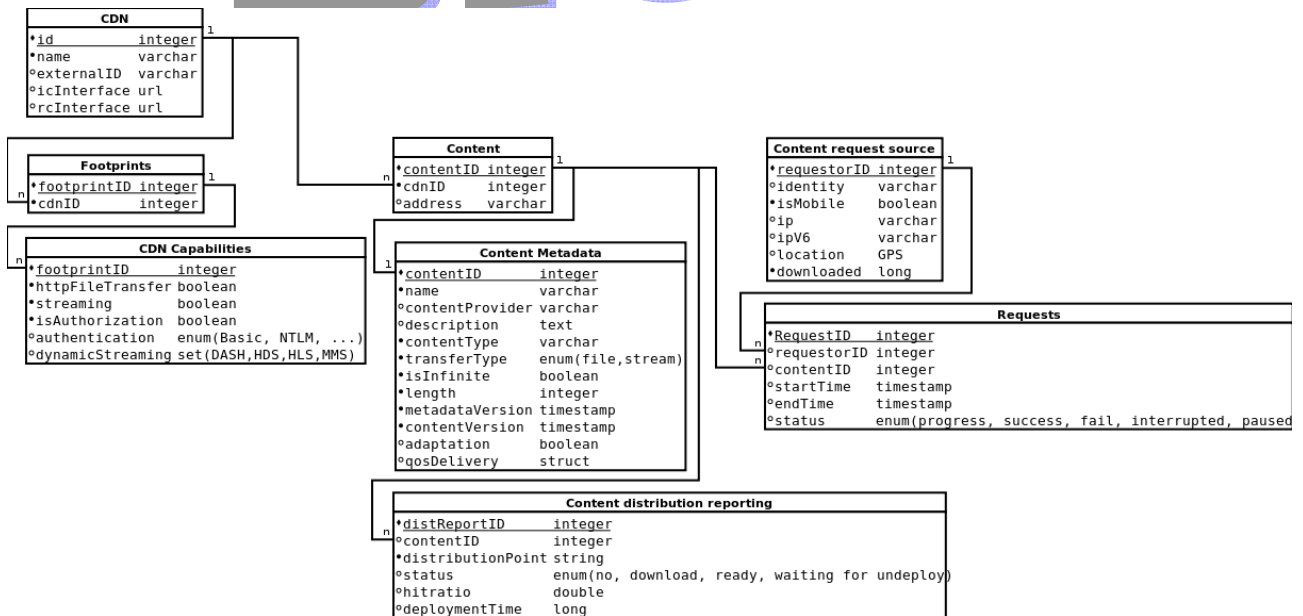 CDN
id integer
name varchar
externalID varchar
icInterface url
rcInterface url
1
n
Footprints
footprintID integer
cdnID integer
1
n
CDN Capabilities
footprintID integer
httpFileTransfer boolean
streaming boolean
isAuthorization boolean
authentication enum(Basic, NTLM, ...)
dynamicStreaming set(DASH,HDS,HLS,MMS)
n
Content
contentID integer
cdnID integer
address varchar
1
1
Content Metadata
contentID integer
name varchar
contentProvider varchar
description text
contentType varchar
transferType enum(file,stream)
isInfinite boolean
length integer
metadataVersion timestamp
contentVersion timestamp
adaptation boolean
qosDelivery struct
Content request source
requestorID integer
identity varchar
isMobile boolean
ip varchar
ipV6 varchar
location GPS
downloaded long
1
n
n
Requests
RequestID integer
requestorID integer
contentID integer
startTime timestamp
endTime timestamp
status enum(progress, success, fail, interrupted, paused
n
Content distribution reporting
distReportID integer
contentID integer
distributionPoint string
status enum(no, download, ready, waiting for undeploy)
hitratio double
deploymentTime long